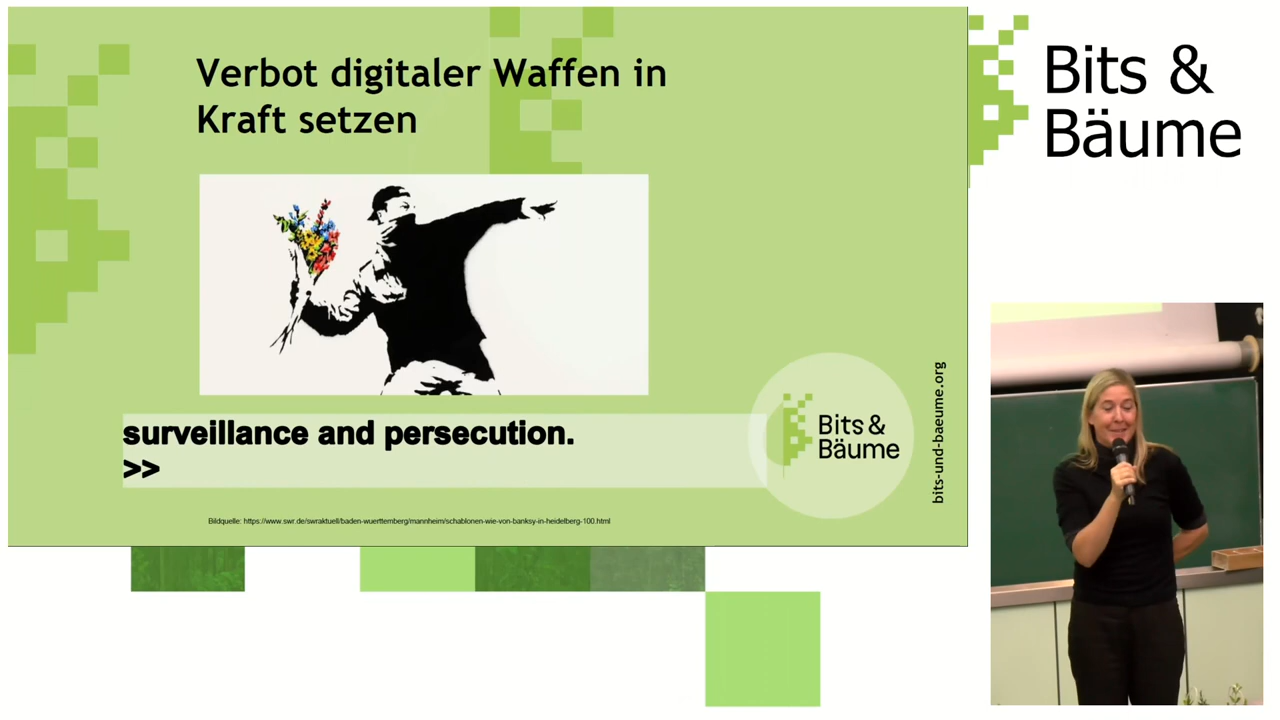 Verbot digitaler Waffen in
Kraft setzen
surveillance and persecution.
>>
Bits &
Bäume
bits-und-baeume.org
Bildquelle: https://www.swr.de/swraktuell/baden-wuerttemberg/mannheim/schablonen-wie-von-banksy-in-heidelberg-100.html
Bits &
Bäume